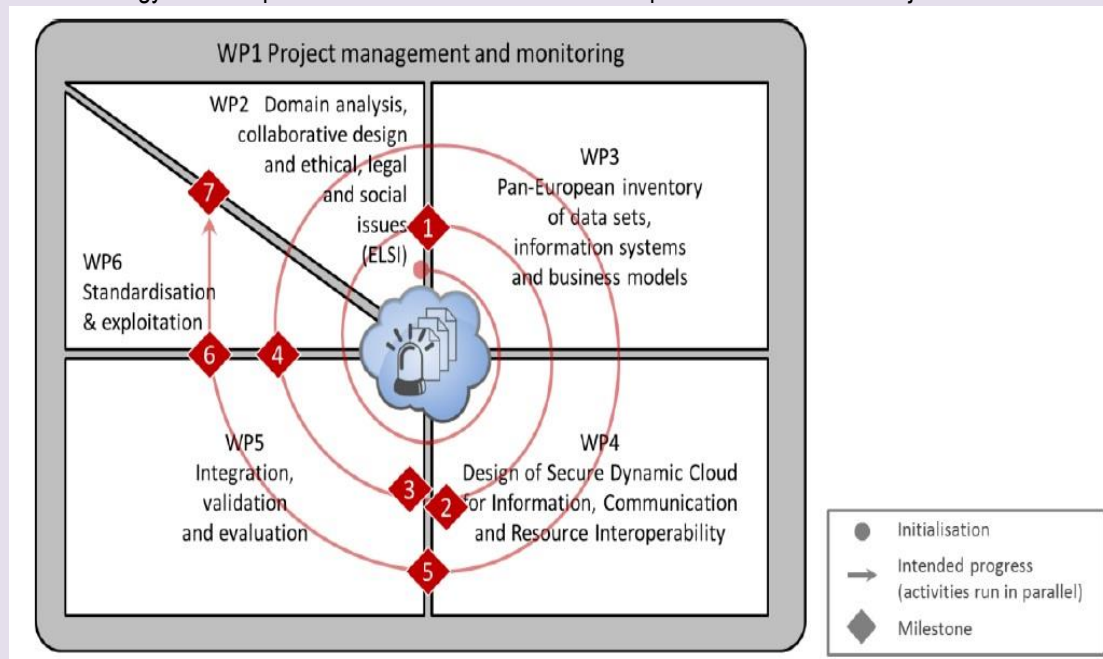 WP1 Project management and monitoring
WP2 Domain analysis,
collaborative design
and ethical, legal
and social
issues
(ELSI)
WP3
Pan-European inventory
of data sets,
information systems
and business models
7
1
WP6
Standardisation
& exploitation
6
4
WP5
Integration,
validation
and evaluation
WP4
Design of Secure Dynamic Cloud
for Information, Communication
and Resource Interoperability
3
2
5
Initialisation
Intended progress
(activities run in parallel)
Milestone